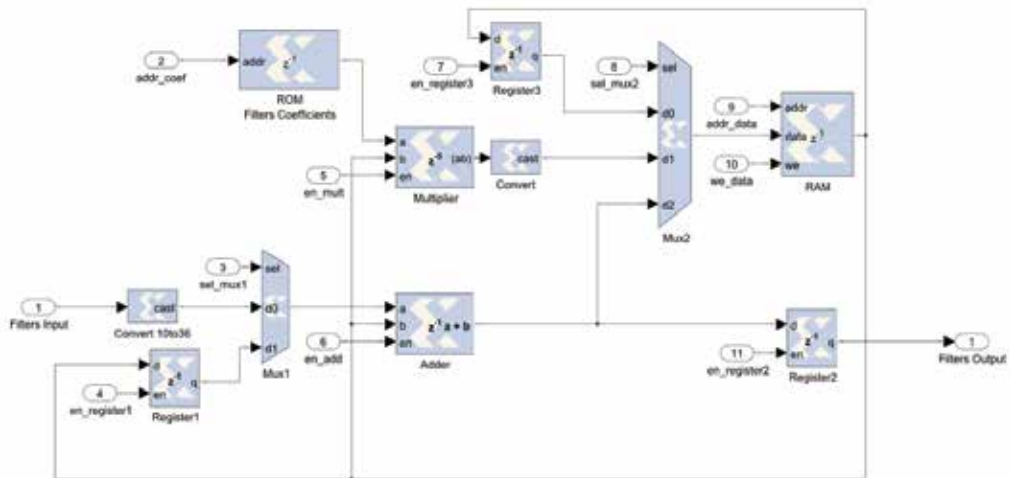 2
addr_coef
addr
z⁻¹
ROM
Filters Coefficients
7
en_register3
d
en
z⁻¹
q
Register3
8
sel_mux2
sel
d0
d1
d2
Mux2
9
addr_data
10
we_data
addr
data
we
z⁻¹
RAM
5
en_mult
a
b
en
(ab)
Multiplier
cast
Convert
3
sel_mux1
sel
d0
d1
Mux1
1
Filters Input
cast
Convert 10to36
4
en_register1
d
en
q
Register1
6
en_add
a
b
en
z⁻¹ a + b
Adder
11
en_register2
d
en
z⁻¹
q
Register2
1
Filters Output